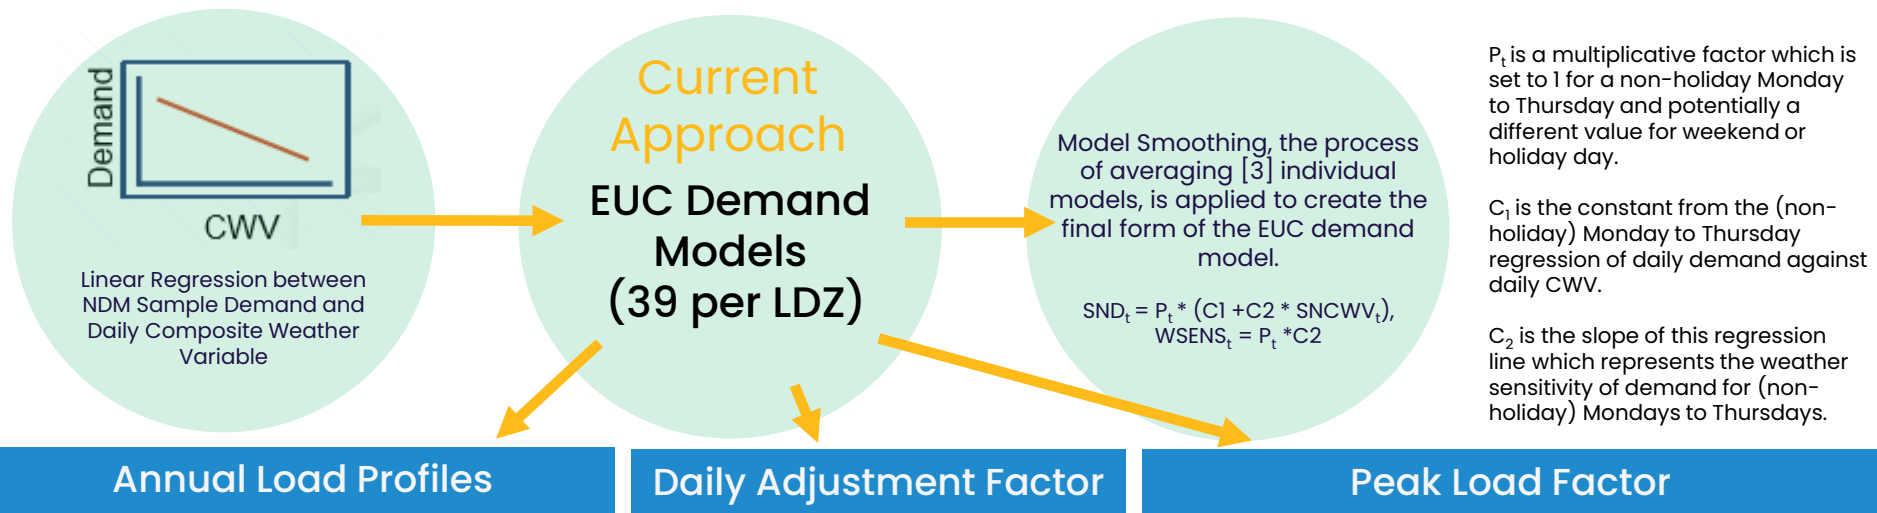 Demand
CWV
Linear Regression between
NDM Sample Demand and
Daily Composite Weather
Variable
Current
Approach
EUC Demand
Models
(39 per LDZ)
Model Smoothing, the process
of averaging [3] individual
models, is applied to create the
final form of the EUC demand
model.
SNDt = Pt * (C1 +C2 * SNCWVt),
WSENSt = Pt *C2
Pt is a multiplicative factor which is
set to 1 for a non-holiday Monday
to Thursday and potentially a
different value for weekend or
holiday day.
C1 is the constant from the (non-
holiday) Monday to Thursday
regression of daily demand against
daily CWV.
C2 is the slope of this regression
line which represents the weather
sensitivity of demand for (non-
holiday) Mondays to Thursdays.
Annual Load Profiles
Daily Adjustment Factor
Peak Load Factor